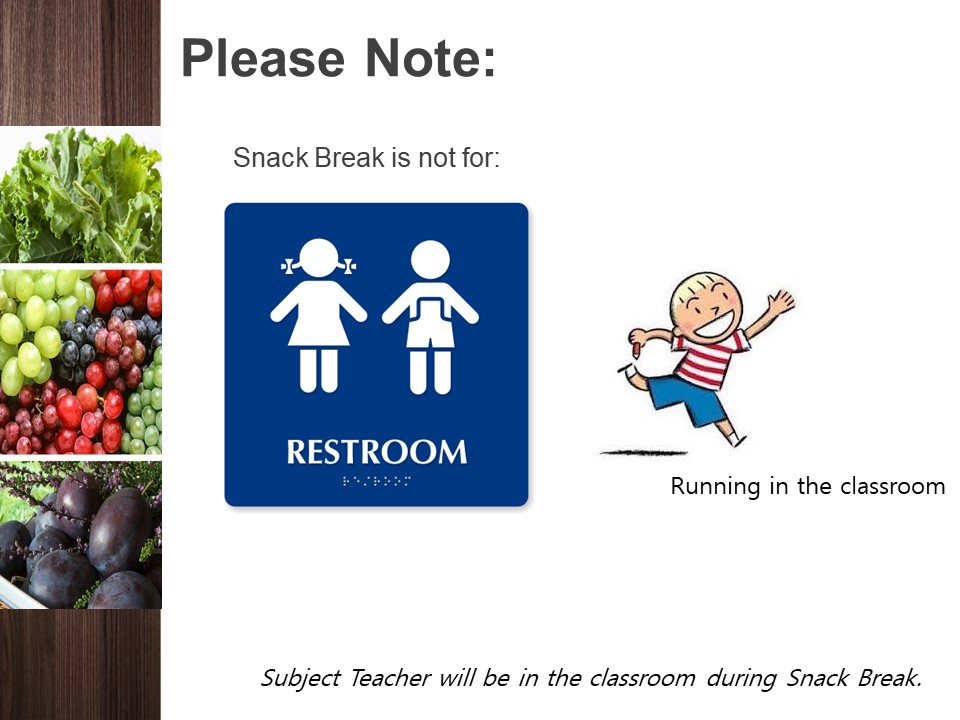 Please Note:
Snack Break is not for:
RESTROOM
Running in the classroom
Subject Teacher will be in the classroom during Snack Break.